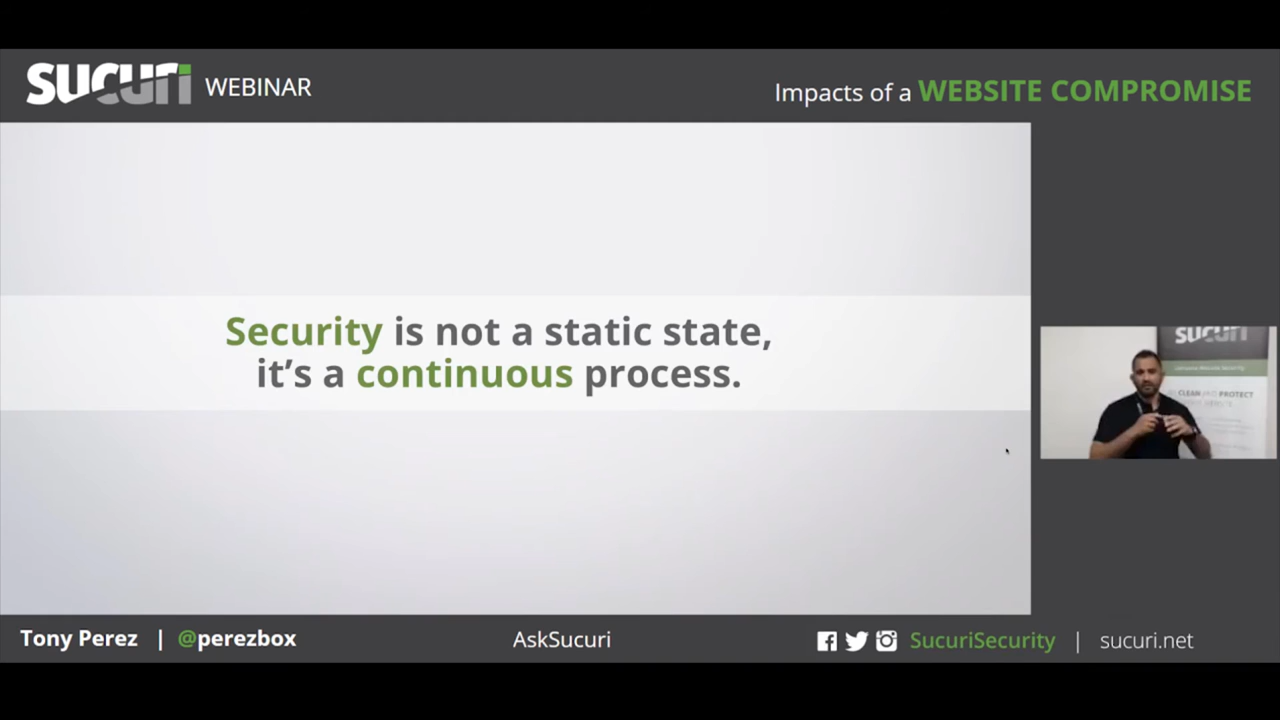 sucuri WEBINAR
Impacts of a WEBSITE COMPROMISE
Security is not a static state,
it's a continuous process.
SUCURI
CLEAN AND PROTECT
Tony Perez | @perezbox
AskSucuri
SucuriSecurity | sucuri.net